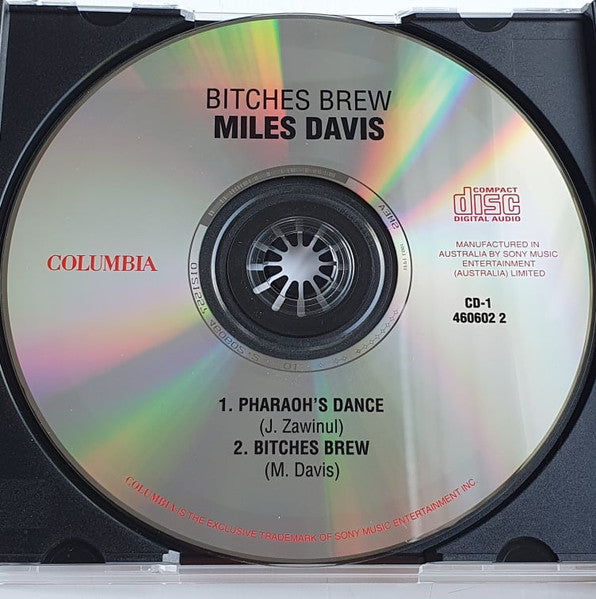 BITCHES BREW
MILES DAVIS
COMPACT
disc
DIGITAL AUDIO
COLUMBIA
MANUFACTURED IN
AUSTRALIA BY SONY MUSIC
ENTERTAINMENT
(AUSTRALIA) LIMITED
CD-1
460602 2
1. PHARAOH'S DANCE
(J. Zawinul)
2. BITCHES BREW
(M. Davis)
COLUMBIA IS THE EXCLUSIVE TRADEMARK OF SONY MUSIC ENTERTAINMENT INC